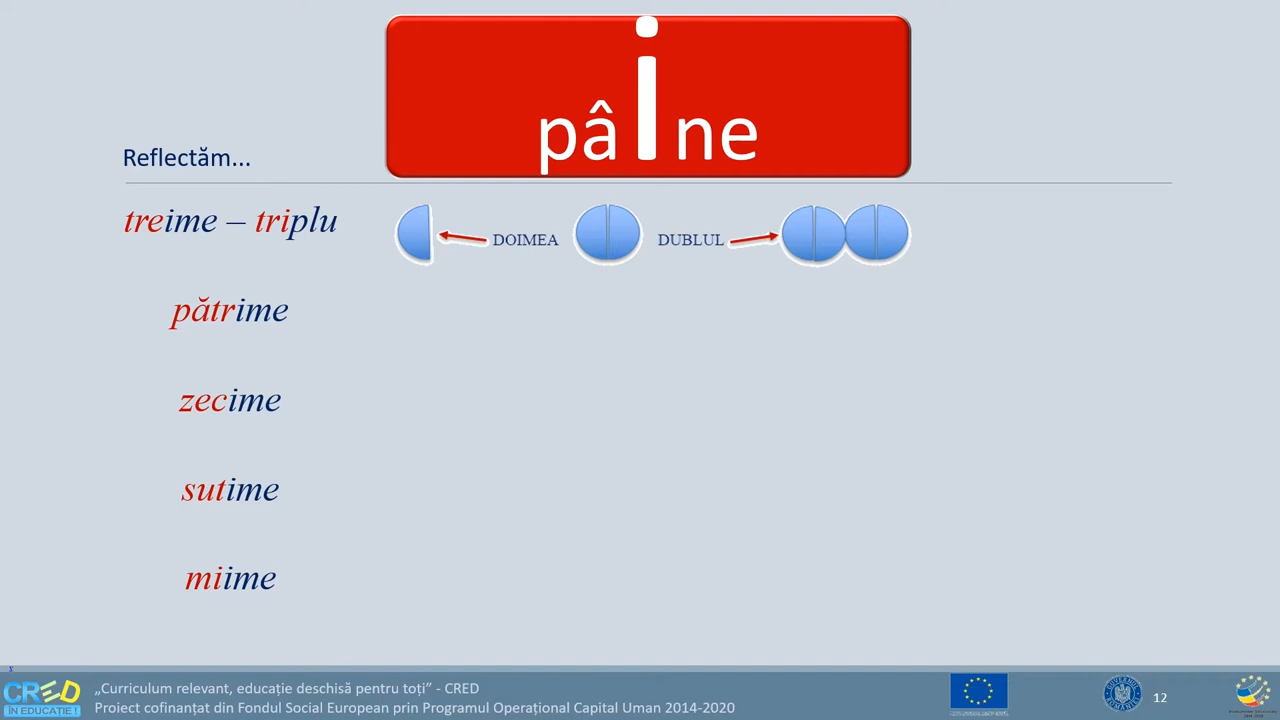 pâine
Reflectăm...
treime – triplu
DOIMEA
DUBLUL
pătrime
zecime
sutime
miime
CRED
ÎN EDUCAȚIE !
„Curriculum relevant, educație deschisă pentru toți” - CRED
Proiect cofinanțat din Fondul Social European prin Programul Operațional Capital Uman 2014-2020
12